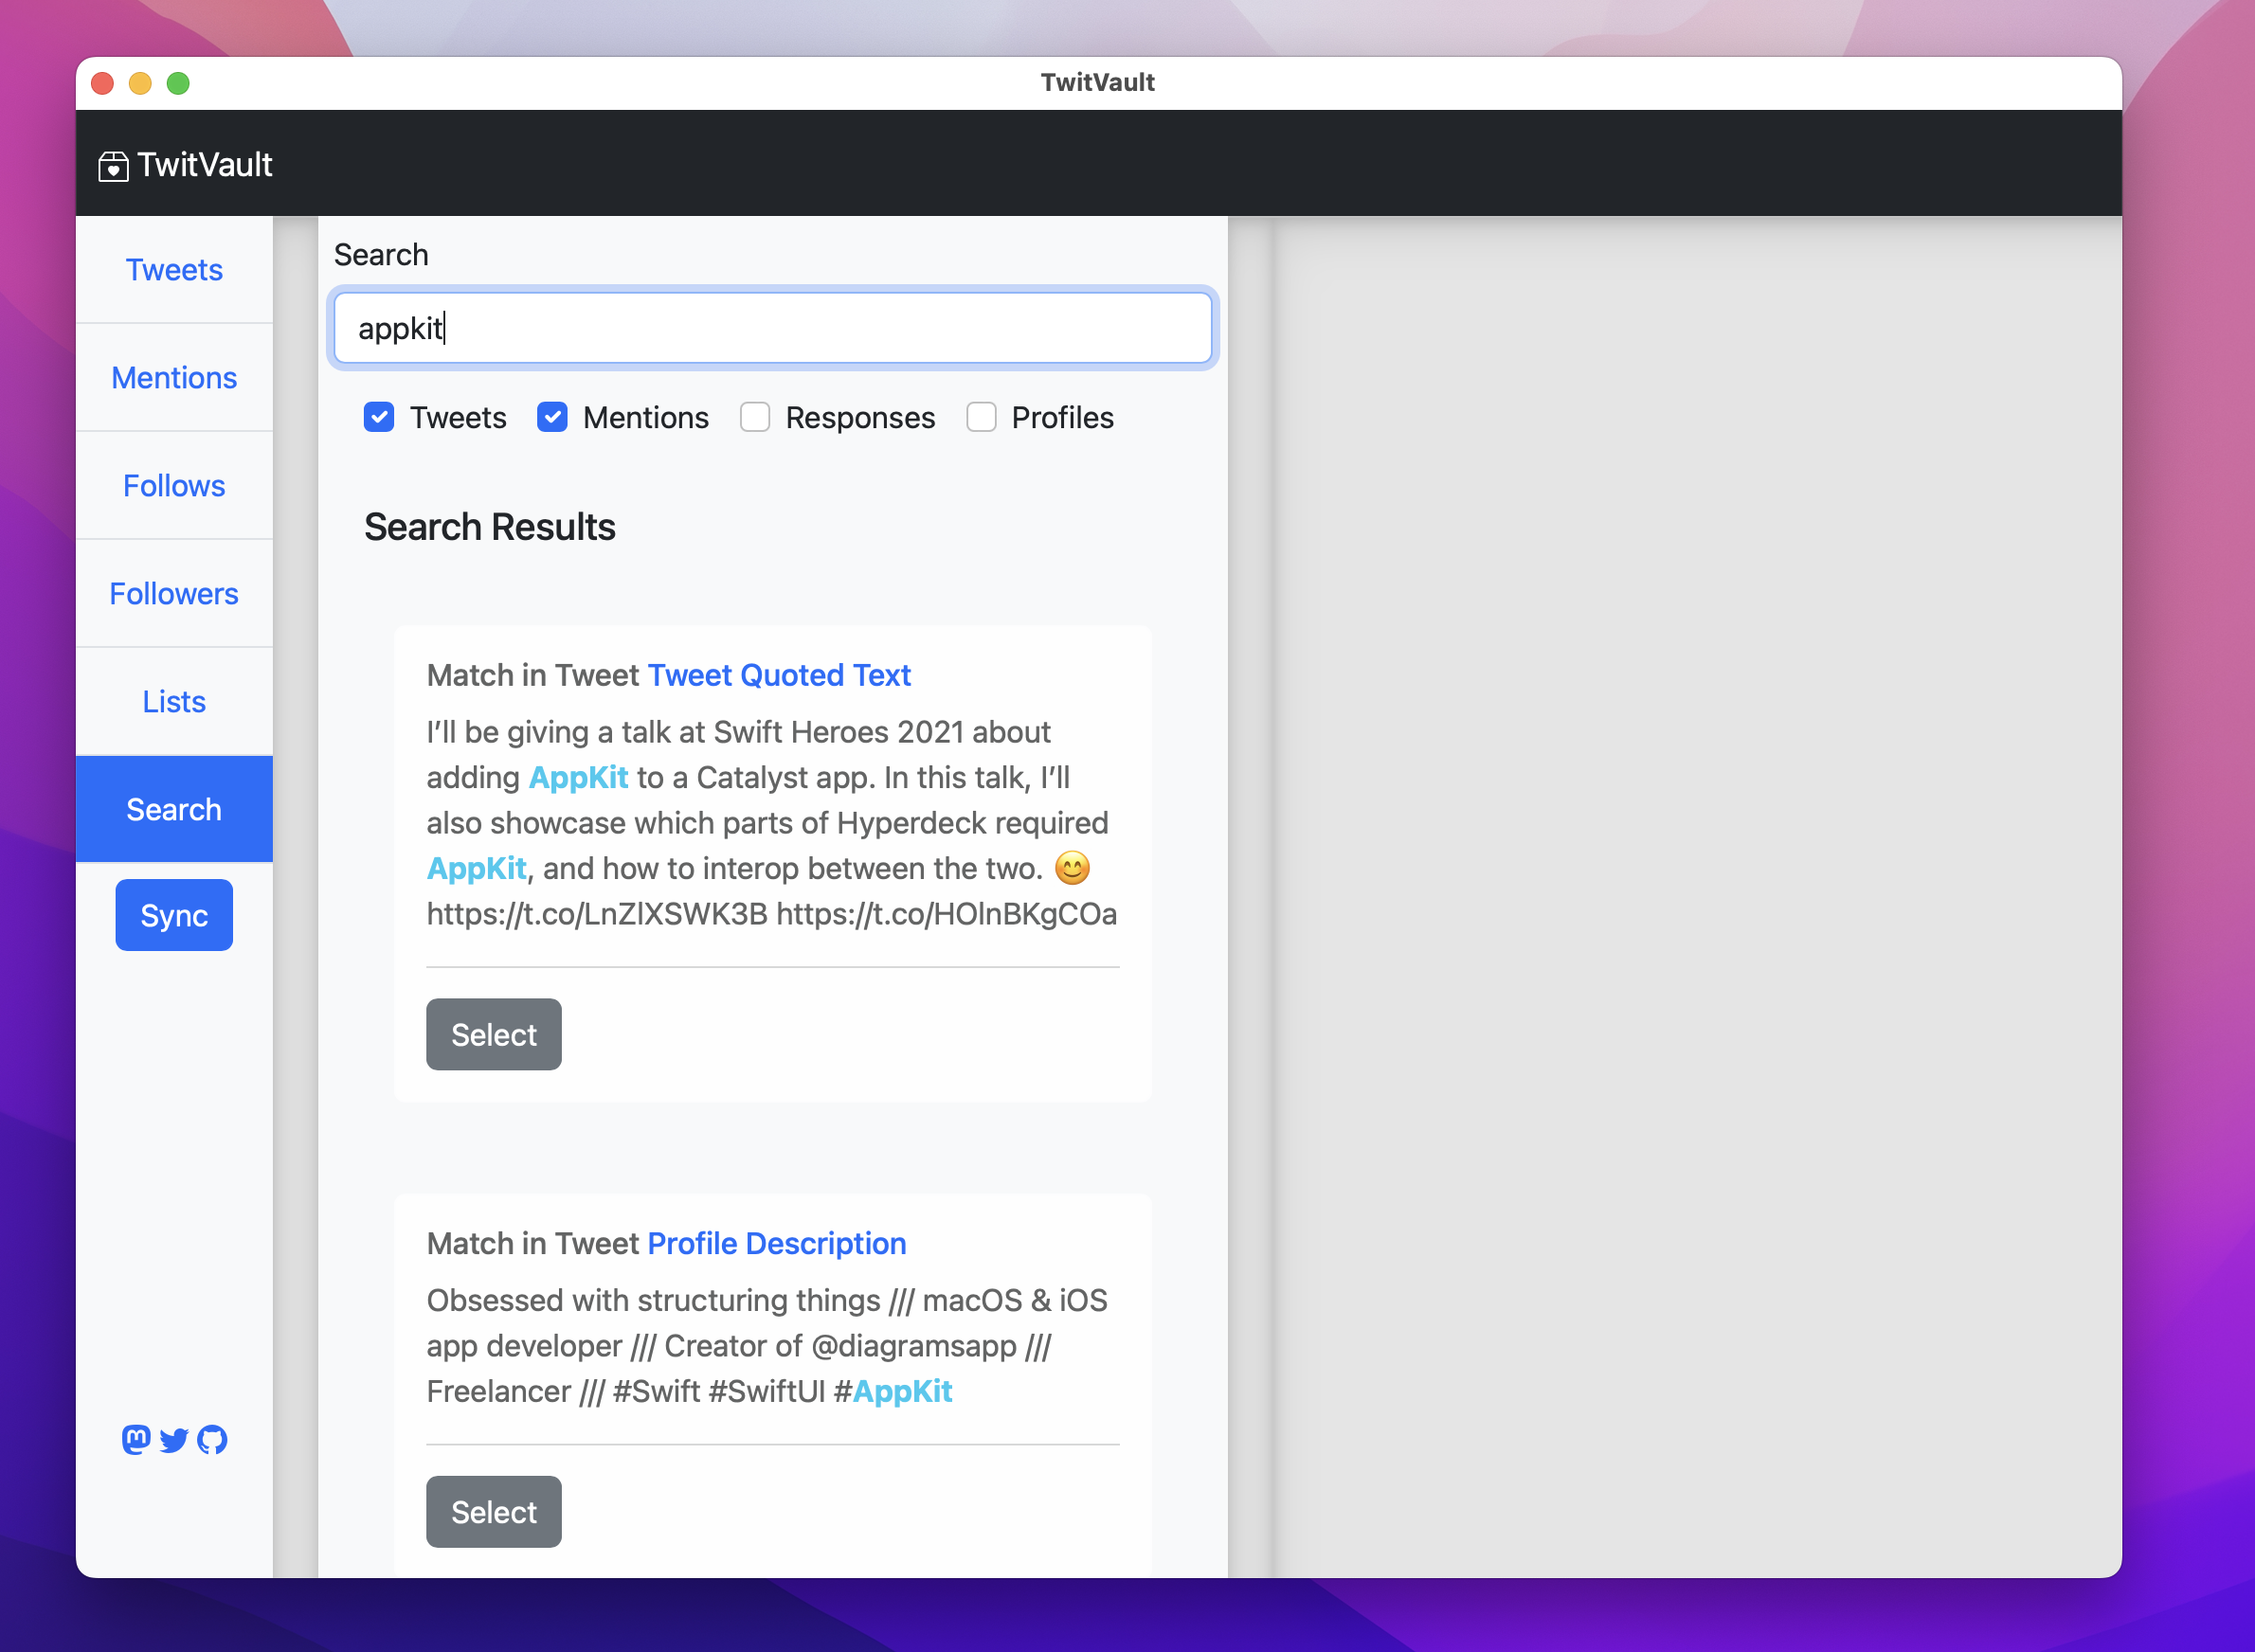 TwitVault
TwitVault
Tweets
Mentions
Follows
Followers
Lists
Search
Sync
Search
appkit
Tweets Mentions Responses Profiles
Search Results
Match in Tweet Tweet Quoted Text
I’ll be giving a talk at Swift Heroes 2021 about
adding AppKit to a Catalyst app. In this talk, I’ll
also showcase which parts of Hyperdeck required
AppKit, and how to interop between the two. 😊
https://t.co/LnZlXSWK3B https://t.co/HOlnBKgCOa
Select
Match in Tweet Profile Description
Obsessed with structuring things /// macOS & iOS
app developer /// Creator of @diagramsapp ///
Freelancer /// #Swift #SwiftUI #AppKit
Select